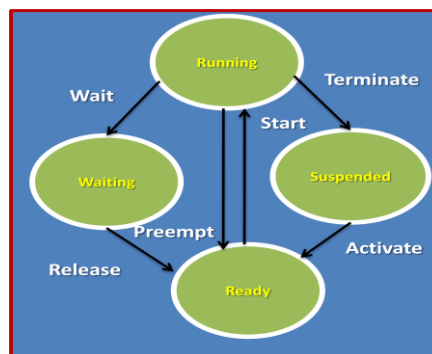 Running
Terminate
Wait
Start
Waiting
Suspended
Preempt
Activate
Release
Ready